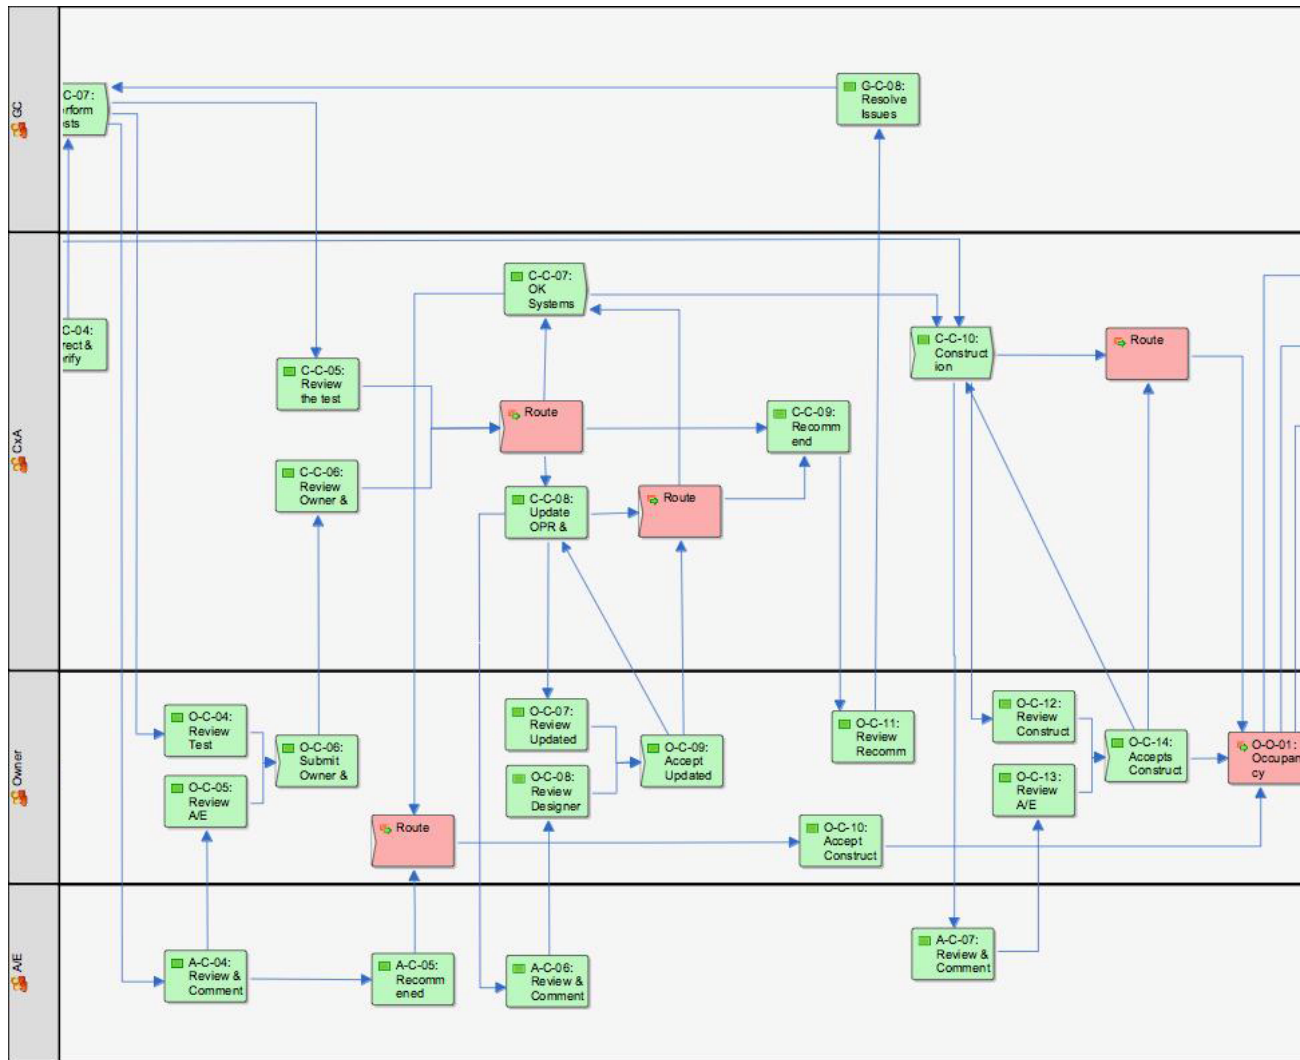 GC
C-07:
rform
sts
G-C-08:
Resolve
Issues
CxA
C-04:
rect &
rify
C-C-07:
OK
Systems
C-C-05:
Review
the test
C-C-06:
Review
Owner &
Route
C-C-08:
Update
OPR &
Route
C-C-09:
Recomm
end
C-C-10:
Construct
ion
Route
Owner
O-C-04:
Review
Test
O-C-05:
Review
A/E
O-C-06:
Submit
Owner &
Route
O-C-07:
Review
Updated
O-C-08:
Review
Designer
O-C-09:
Accept
Updated
O-C-11:
Review
Recomm
O-C-10:
Accept
Construct
O-C-12:
Review
Construct
O-C-13:
Review
A/E
O-C-14:
Accepts
Construct
O-O-01:
Occupan
cy
A/E
A-C-04:
Review &
Comment
A-C-05:
Recomm
ened
A-C-06:
Review &
Comment
A-C-07:
Review &
Comment